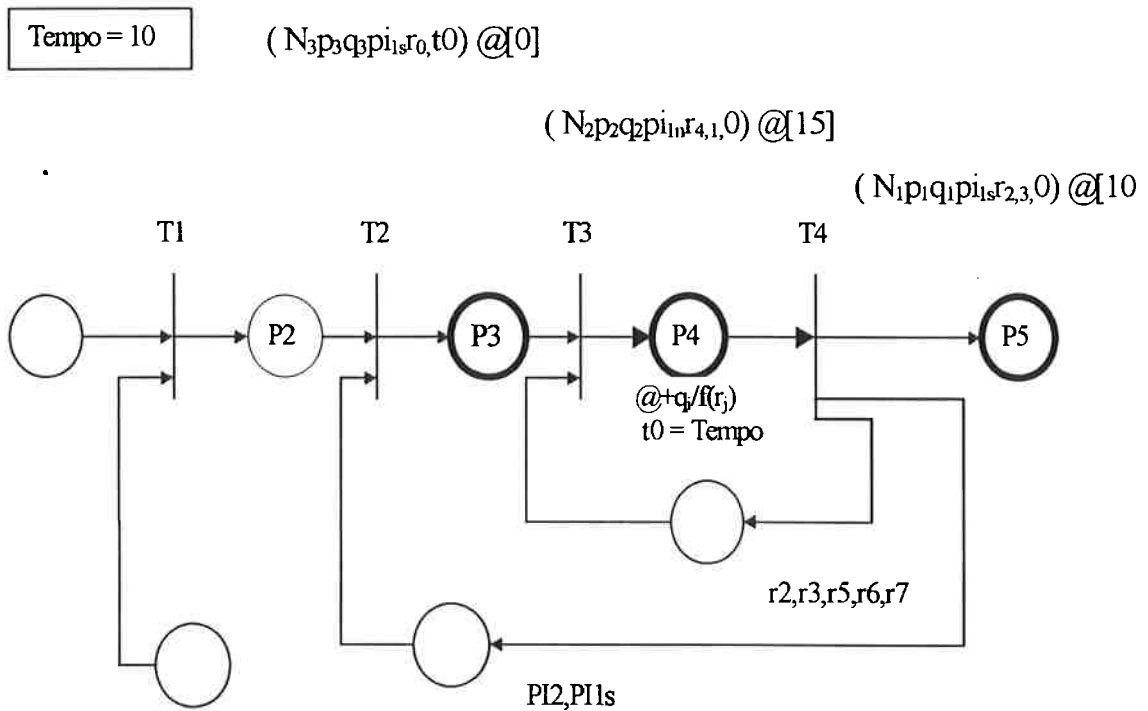 Tempo = 10
( N₃p₃q₃pi₁ₛr₀,t0) @[0]
( N₂p₂q₂pi₁ₙr₄,₁,0) @[15]
( N₁p₁q₁pi₁ₛr₂,₃,0) @[10
T1 T2 T3 T4
P2 P3 P4 P5
@+qⱼ/f(rⱼ)
t0 = Tempo
r2,r3,r5,r6,r7
PI2,PI1s